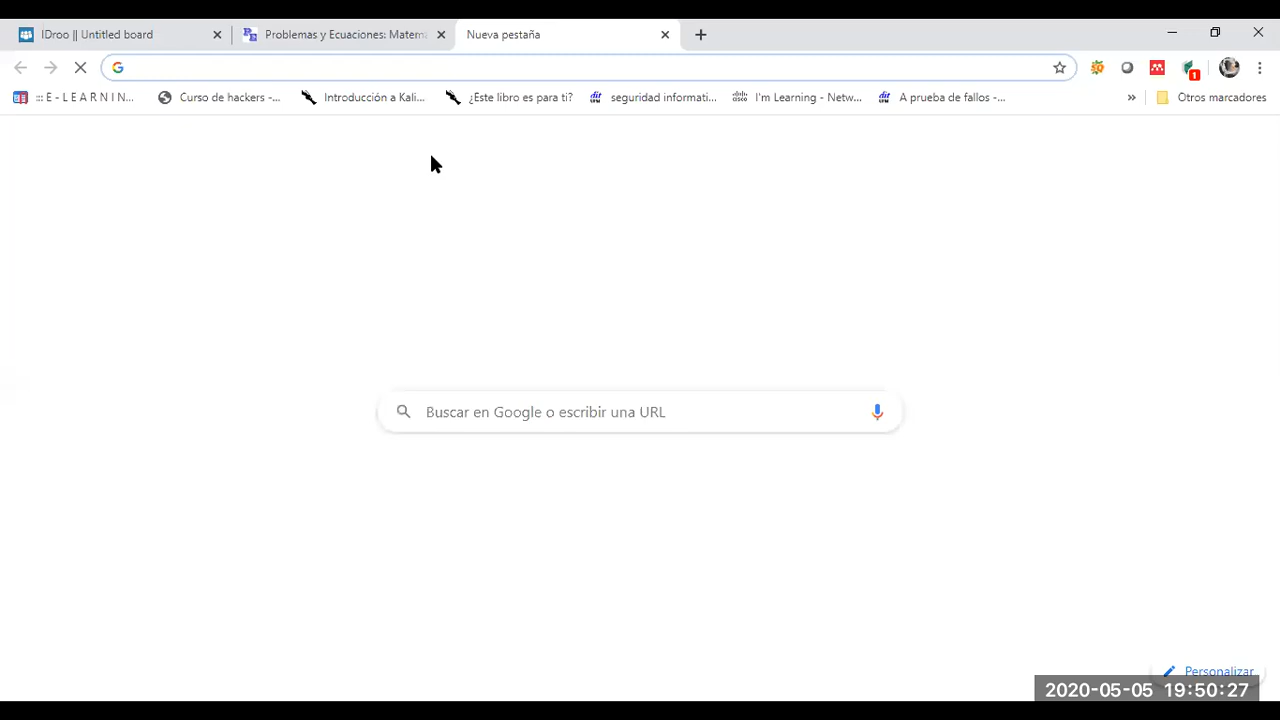 IDroo || Untitled board
Problemas y Ecuaciones: Matema
Nueva pestaña
::: E - L E A R N I N...
Curso de hackers -...
Introducción a Kali...
¿Este libro es para ti?
seguridad informati...
I'm Learning - Netw...
A prueba de fallos -...
»
Otros marcadores
1
Buscar en Google o escribir una URL
Personalizar
2020-05-05 19:50:27